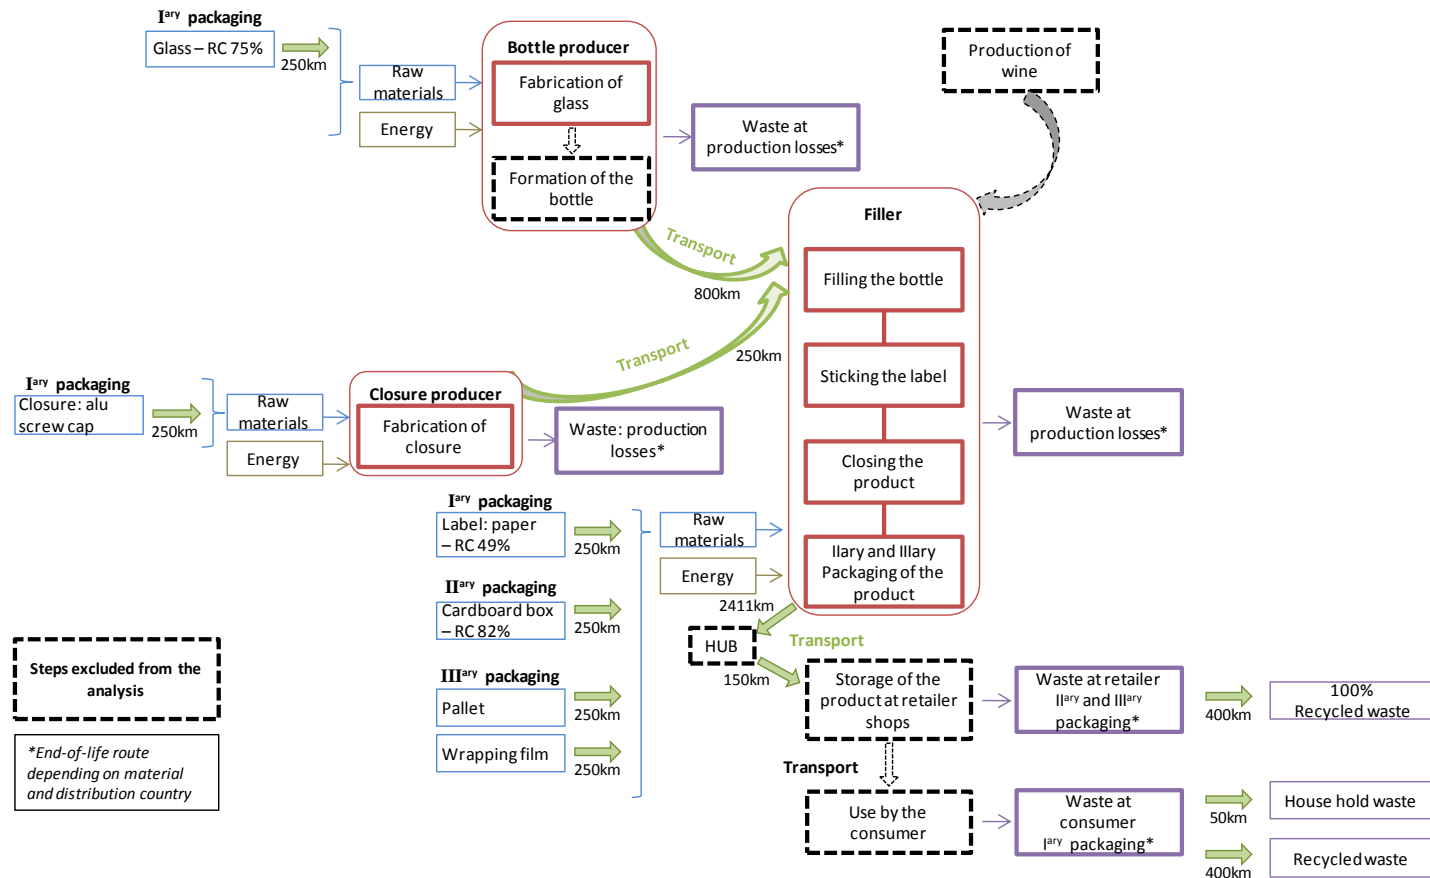 Iary packaging
Glass – RC 75%
250km
Raw
materials
Energy
Bottle producer
Fabrication of
glass
Formation of the
bottle
Waste at
production losses*
Production of
wine
Transport
800km
Filler
Filling the bottle
Sticking the label
Closing the
product
IIary and IIIary
Packaging of the
product
Waste at
production losses*
Transport
250km
Iary packaging
Closure: alu
screw cap
250km
Raw
materials
Energy
Closure producer
Fabrication of
closure
Waste: production
losses*
Iary packaging
Label: paper
– RC 49%
250km
Raw
materials
Energy
IIary packaging
Cardboard box
– RC 82%
250km
IIIary packaging
Pallet
250km
Wrapping film
250km
2411km
HUB
Transport
150km
Storage of the
product at retailer
shops
Waste at retailer
IIary and IIIary
packaging*
400km
100%
Recycled waste
Transport
Use by the
consumer
Waste at
consumer
Iary packaging*
50km
House hold waste
400km
Recycled waste
Steps excluded from the
analysis
*End-of-life route
depending on material
and distribution country